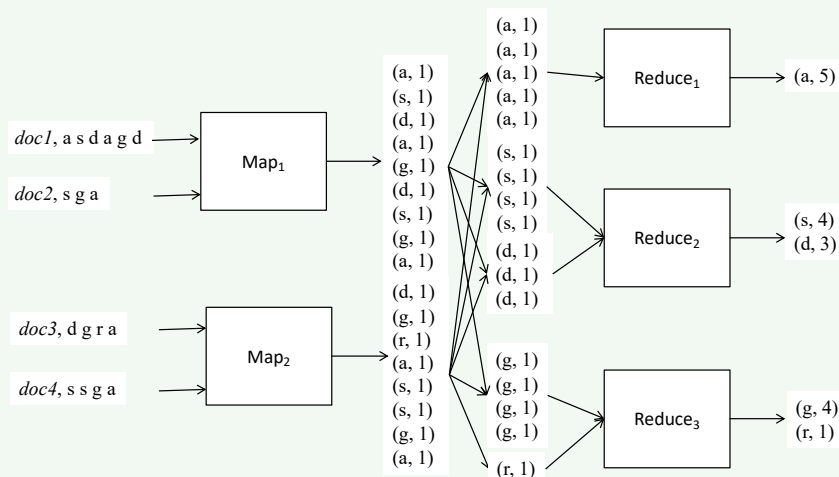 doc1, a s d a g d
doc2, s g a
doc3, d g r a
doc4, s s g a
Map1
Map2
(a, 1)
(s, 1)
(d, 1)
(a, 1)
(g, 1)
(d, 1)
(s, 1)
(g, 1)
(a, 1)
(d, 1)
(g, 1)
(r, 1)
(a, 1)
(s, 1)
(s, 1)
(g, 1)
(a, 1)
(a, 1)
(a, 1)
(a, 1)
(a, 1)
(a, 1)
(s, 1)
(s, 1)
(s, 1)
(s, 1)
(d, 1)
(d, 1)
(d, 1)
(g, 1)
(g, 1)
(g, 1)
(g, 1)
(r, 1)
Reduce1
Reduce2
Reduce3
(a, 5)
(s, 4)
(d, 3)
(g, 4)
(r, 1)